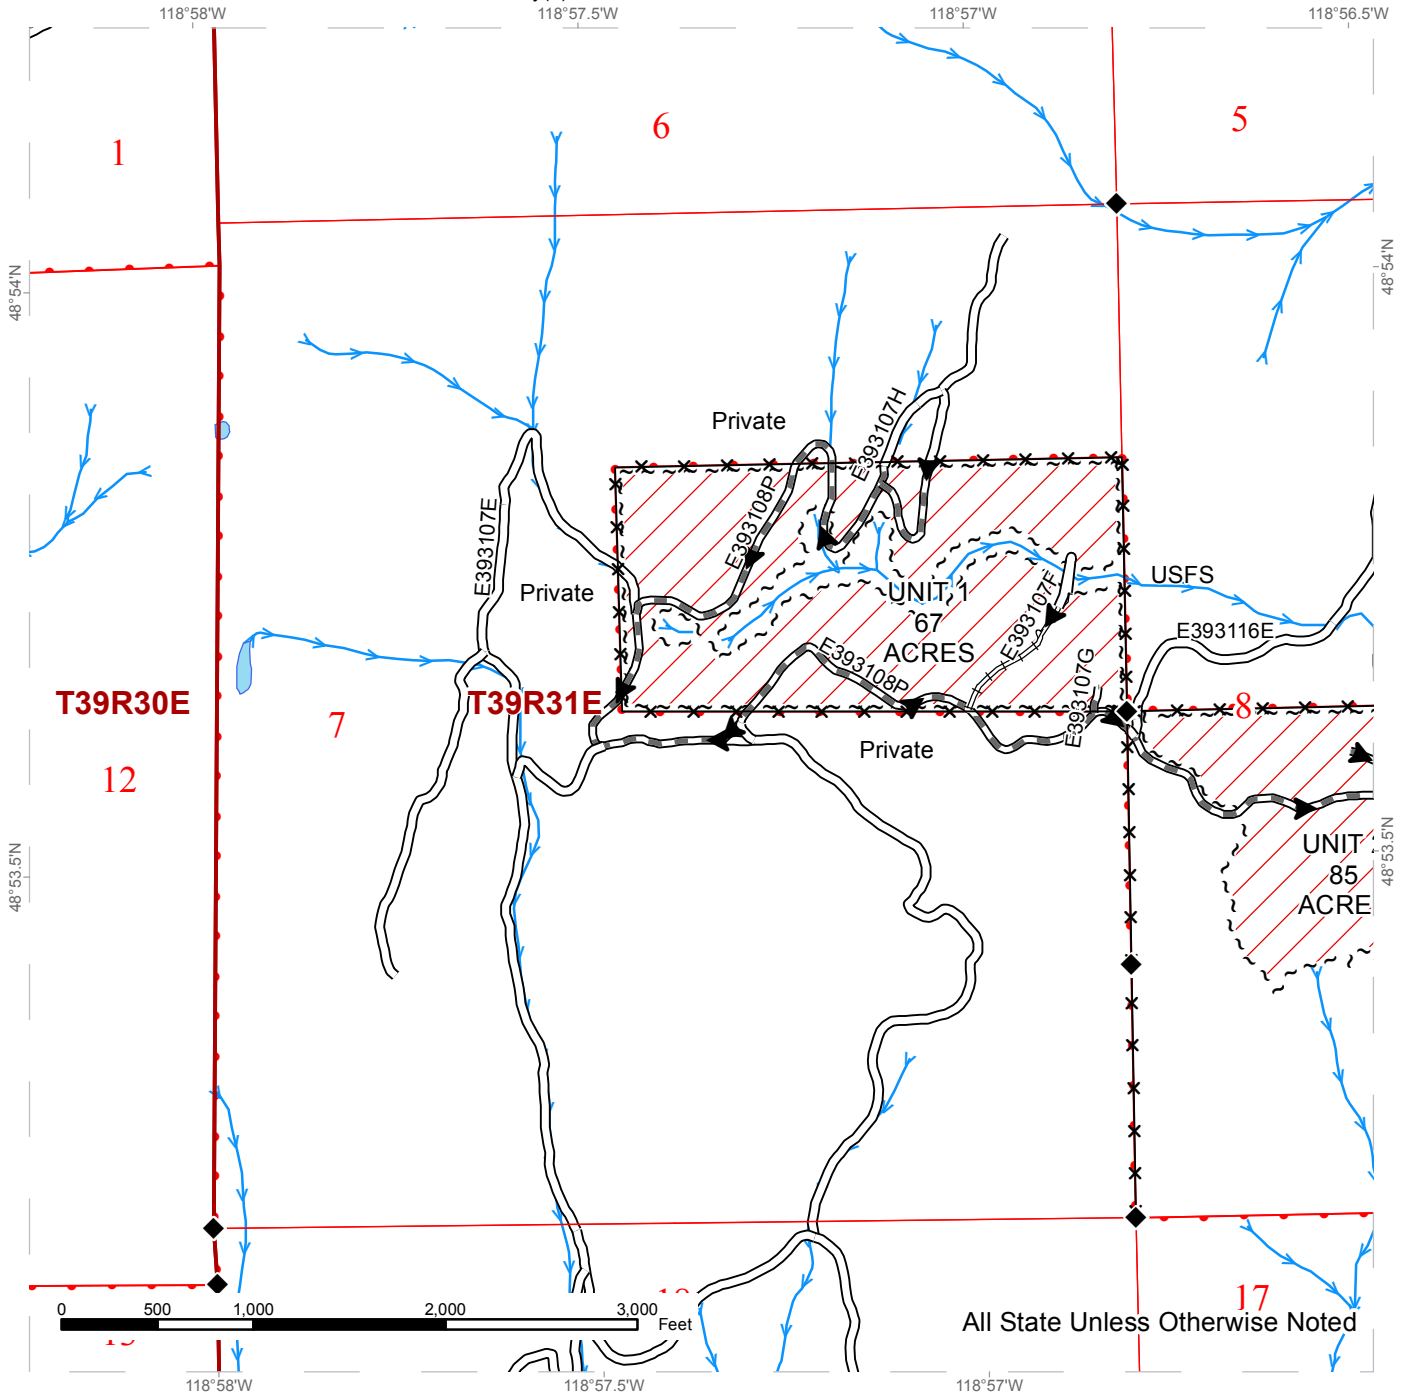 118°58'W
118°57.5'W
118°57'W
118°56.5'W
6
5
1
48°54'N
48°54'N
E393107H
Private
E393108P
E393107E
USFS
Private
UNIT 1
67
ACRES
E393107F
E393116E
E393108P
E393107G
T39R30E
T39R31E
7
8
Private
12
UNIT
85
ACRE
48°53.5'N
48°53.5'N
17
0
500
1,000
2,000
3,000
Feet
All State Unless Otherwise Noted
118°58'W
118°57.5'W
118°57'W